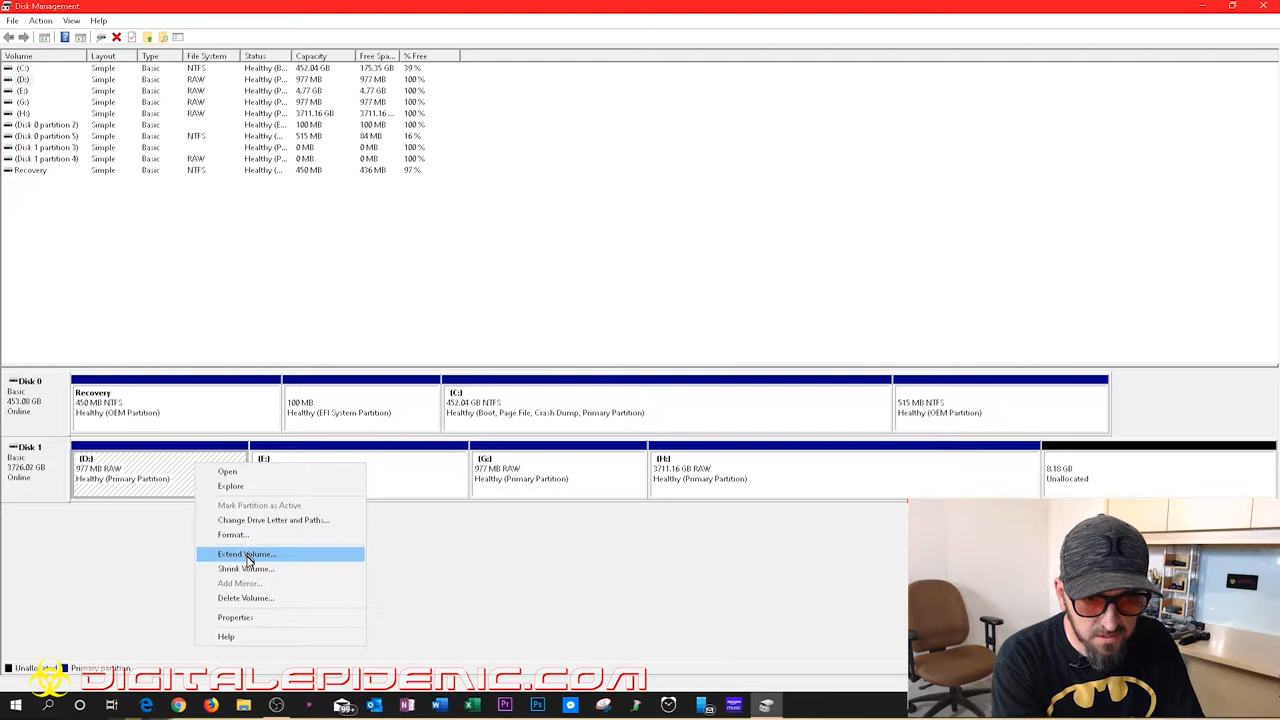 Disk Management
File Action View Help
Volume Layout Type File System Status Capacity Free Spa... % Free
(C:) Simple Basic NTFS Healthy (B... 452.04 GB 175.35 GB 39 %
(D:) Simple Basic RAW Healthy (P... 977 MB 977 MB 100 %
(E:) Simple Basic RAW Healthy (P... 4.77 GB 4.77 GB 100 %
(G:) Simple Basic RAW Healthy (P... 977 MB 977 MB 100 %
(H:) Simple Basic RAW Healthy (P... 3711.16 GB 3711.16 ... 100 %
(Disk 0 partition 2) Simple Basic Healthy (E... 100 MB 100 MB 100 %
(Disk 0 partition 5) Simple Basic NTFS Healthy (... 515 MB 84 MB 16 %
(Disk 1 partition 3) Simple Basic Healthy (P... 0 MB 0 MB 100 %
(Disk 1 partition 4) Simple Basic RAW Healthy (P... 0 MB 0 MB 100 %
Recovery Simple Basic NTFS Healthy (... 450 MB 436 MB 97 %
Disk 0
Basic
453.08 GB
Online
Recovery
450 MB NTFS
Healthy (OEM Partition)
100 MB
Healthy (EFI System Partition)
(C:)
452.04 GB NTFS
Healthy (Boot, Page File, Crash Dump, Primary Partition)
515 MB NTFS
Healthy (OEM Partition)
Disk 1
Basic
3726.02 GB
Online
(D:)
977 MB RAW
Healthy (Primary Partition)
(E:)
(G:)
977 MB RAW
Healthy (Primary Partition)
(H:)
3711.16 GB RAW
Healthy (Primary Partition)
8.18 GB
Unallocated
Open
Explore
Mark Partition as Active
Change Drive Letter and Paths...
Format...
Extend Volume...
Shrink Volume...
Add Mirror...
Delete Volume...
Properties
Help
Unallocated Primary partition
DIGITALEPIDEMIC.COM
99+